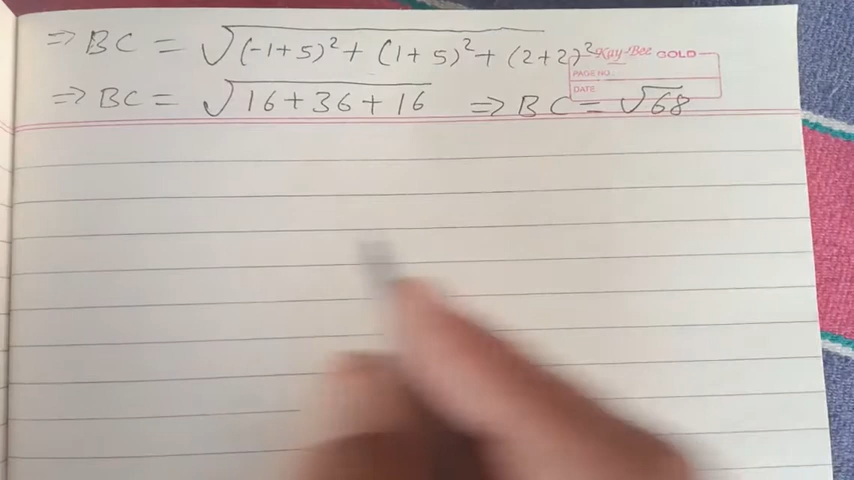 ⇒ BC = √(-1+5)² + (1+5)² + (2+2)²
Kay-Bee GOLD
PAGE NO.
DATE
⇒ BC = √16+36+16 ⇒ BC = √68